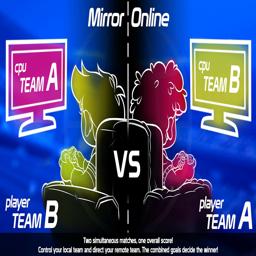 Mirror Online
cpu
TEAM A
cpu
TEAM B
VS
player
TEAM B
player
TEAM A
Two simultaneous matches, one overall score!
Control your local team and direct your remote team. The combined goals decide the winner!